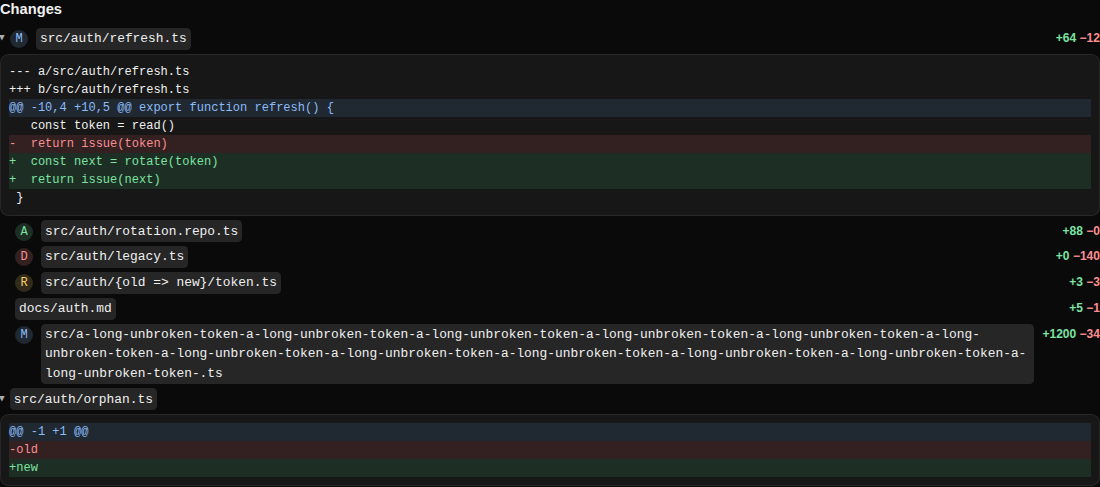 Changes
▾ M src/auth/refresh.ts +64 −12
--- a/src/auth/refresh.ts
+++ b/src/auth/refresh.ts
@@ -10,4 +10,5 @@ export function refresh() {
   const token = read()
-  return issue(token)
+  const next = rotate(token)
+  return issue(next)
 }
A src/auth/rotation.repo.ts +88 −0
D src/auth/legacy.ts +0 −140
R src/auth/{old => new}/token.ts +3 −3
docs/auth.md +5 −1
M src/a-long-unbroken-token-a-long-unbroken-token-a-long-unbroken-token-a-long-unbroken-token-a-long-unbroken-token-a-long- +1200 −34
unbroken-token-a-long-unbroken-token-a-long-unbroken-token-a-long-unbroken-token-a-long-unbroken-token-a-long-unbroken-token-a-
long-unbroken-token-.ts
▾ src/auth/orphan.ts
@@ -1 +1 @@
-old
+new